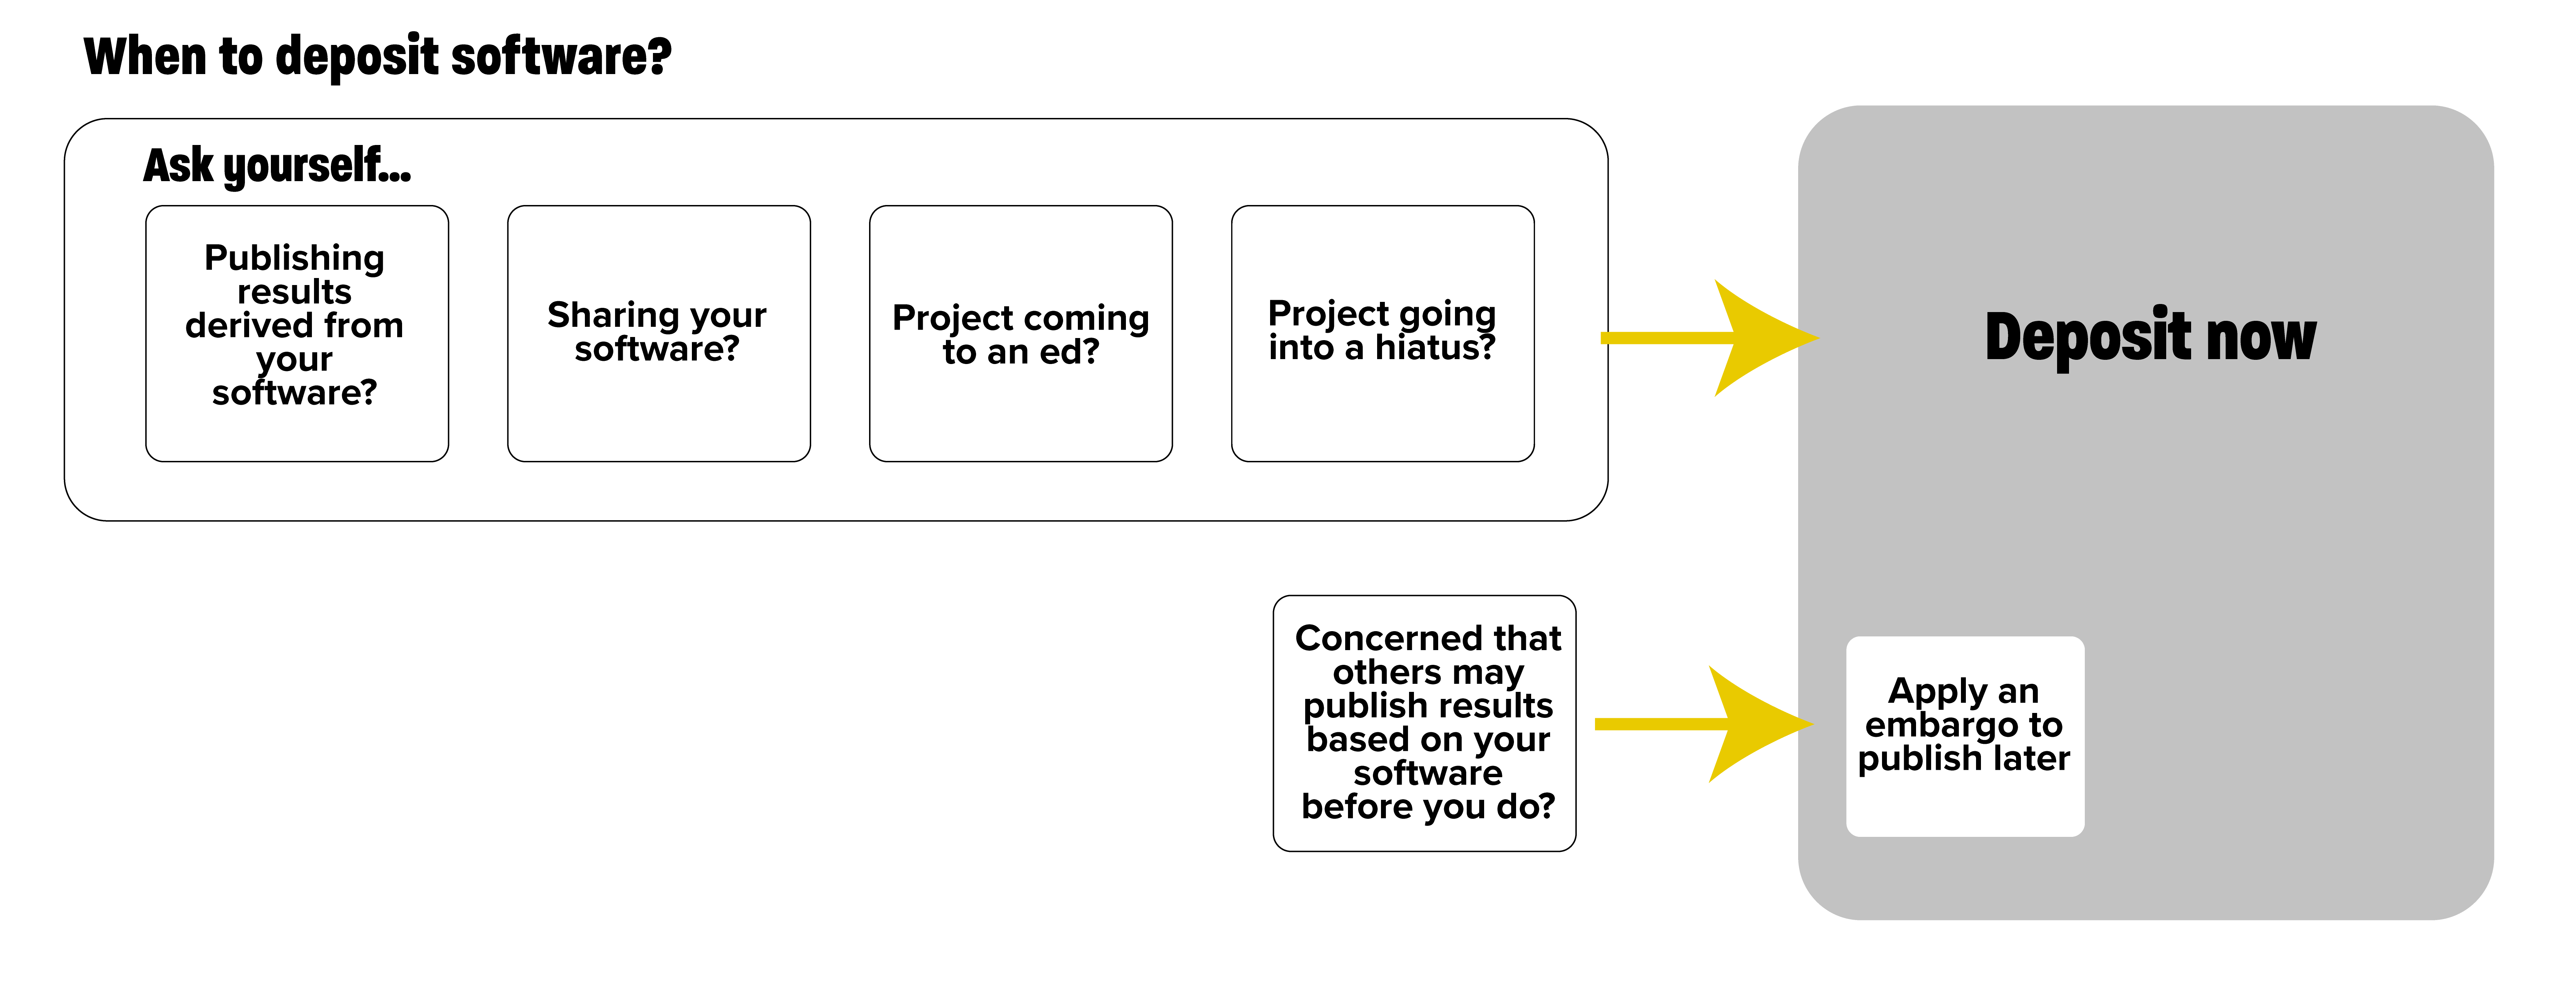 When to deposit software?
Ask yourself...
Publishing
results
derived from
your
software?
Sharing your
software?
Project coming
to an ed?
Project going
into a hiatus?
Deposit now
Concerned that
others may
publish results
based on your
software
before you do?
Apply an
embargo to
publish later